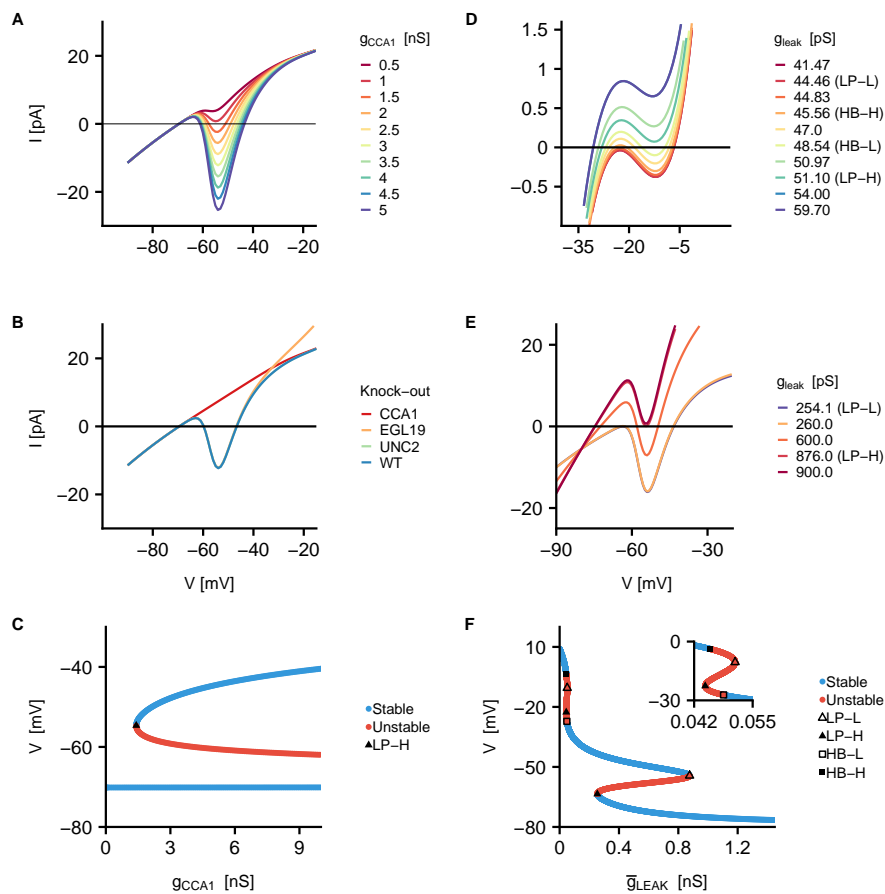 A
g_CCA1 [nS]
0.5
1
1.5
2
2.5
3
3.5
4
4.5
5
I [pA]
20
0
−20
−80 −60 −40 −20
D
g_leak [pS]
41.47
44.46 (LP−L)
44.83
45.56 (HB−H)
47.0
48.54 (HB−L)
50.97
51.10 (LP−H)
54.00
59.70
1.5
1
0.5
0
−0.5
−35 −20 −5
B
Knock−out
CCA1
EGL19
UNC2
WT
I [pA]
20
0
−20
−80 −60 −40 −20
V [mV]
E
g_leak [pS]
254.1 (LP−L)
260.0
600.0
876.0 (LP−H)
900.0
20
0
−20
−90 −60 −30
V [mV]
C
Stable
Unstable
LP−H
V [mV]
−40
−60
−80
0 3 6 9
g_CCA1 [nS]
F
Stable
Unstable
LP−L
LP−H
HB−L
HB−H
V [mV]
10
−10
−30
−50
−80
0
−30
0.042 0.055
0 0.4 0.8 1.2
g̅_LEAK [nS]